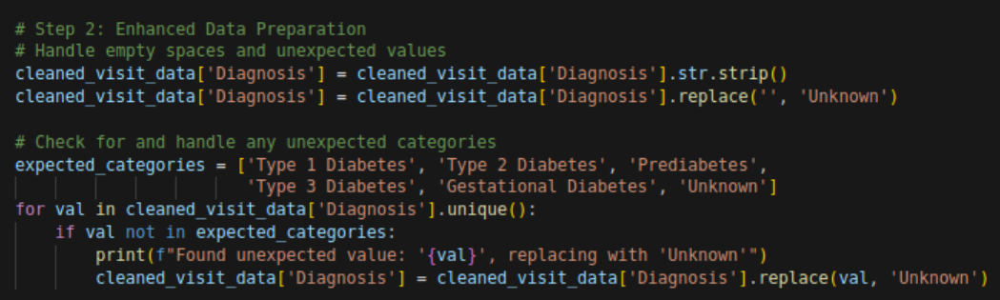 # Step 2: Enhanced Data Preparation
# Handle empty spaces and unexpected values
cleaned_visit_data['Diagnosis'] = cleaned_visit_data['Diagnosis'].str.strip()
cleaned_visit_data['Diagnosis'] = cleaned_visit_data['Diagnosis'].replace('', 'Unknown')

# Check for and handle any unexpected categories
expected_categories = ['Type 1 Diabetes', 'Type 2 Diabetes', 'Prediabetes',
                       'Type 3 Diabetes', 'Gestational Diabetes', 'Unknown']
for val in cleaned_visit_data['Diagnosis'].unique():
    if val not in expected_categories:
        print(f"Found unexpected value: '{val}', replacing with 'Unknown'")
        cleaned_visit_data['Diagnosis'] = cleaned_visit_data['Diagnosis'].replace(val, 'Unknown')